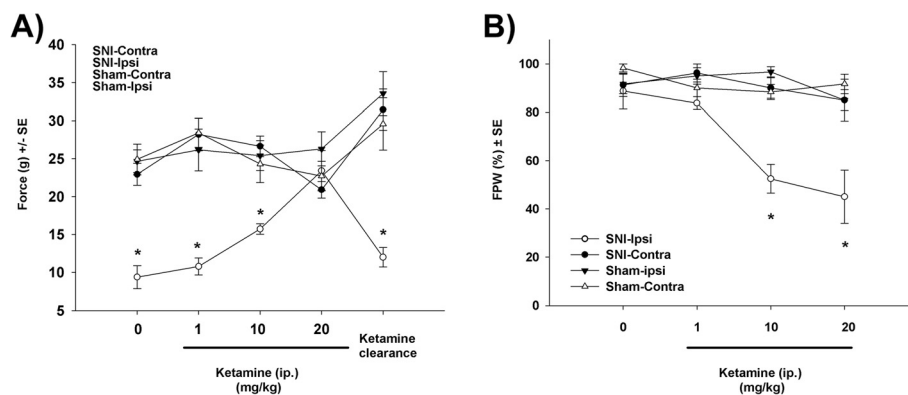 A)
SNI-Contra
SNI-Ipsi
Sham-Contra
Sham-Ipsi
Force (g) +/- SE
40
35
30
25
20
15
10
5
* * * *
0 1 10 20 Ketamine
clearance
Ketamine (ip.)
(mg/kg)
B)
FPW (%) ± SE
100
80
60
40
20
0
* *
SNI-Ipsi
SNI-Contra
Sham-ipsi
Sham-Contra
0 1 10 20
Ketamine (ip.)
(mg/kg)